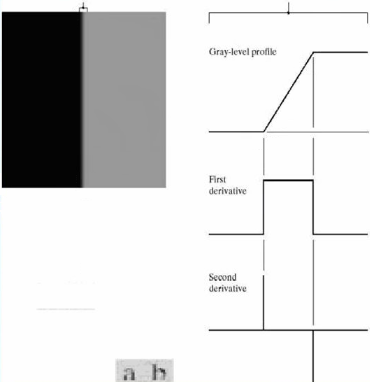 Gray-level profile
First
derivative
Second
derivative
a b